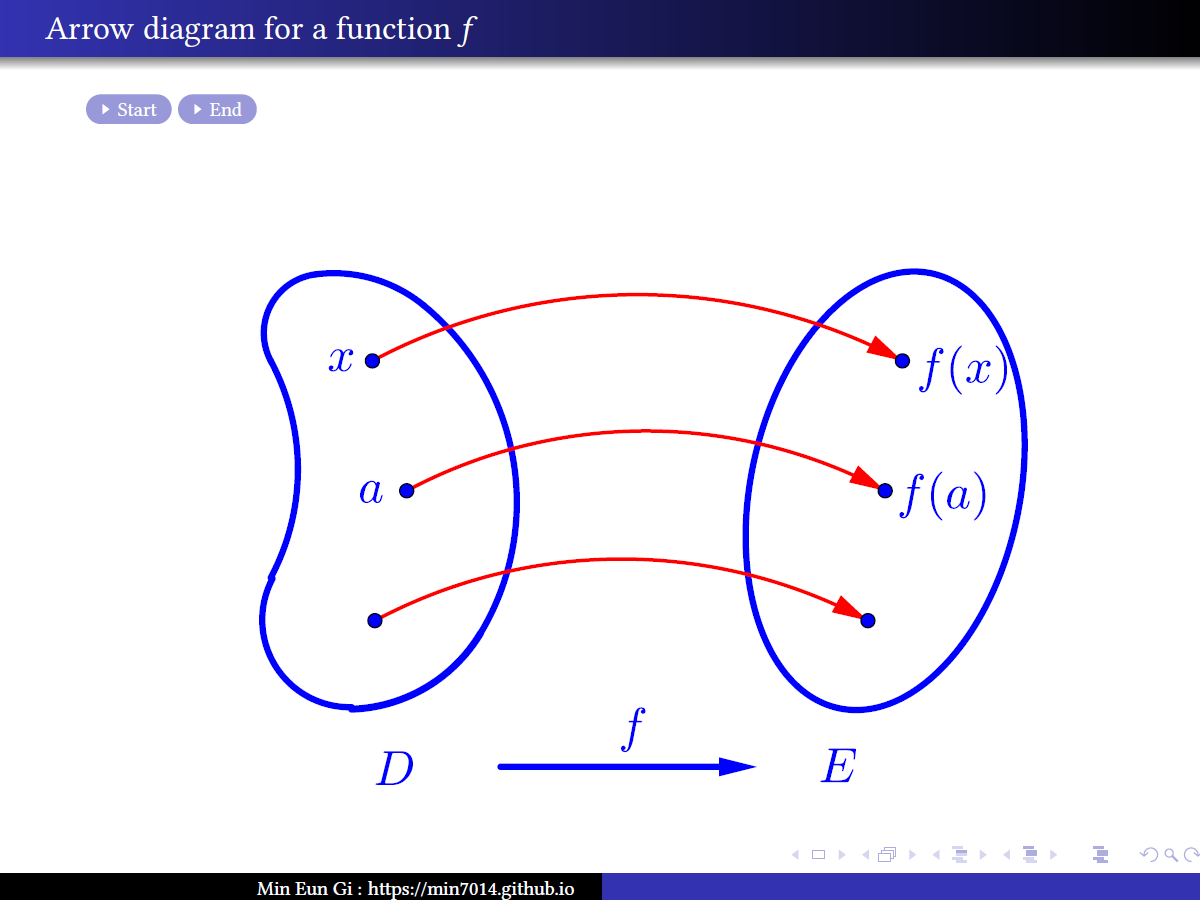 Arrow diagram for a function f
Start End
x f(x)
a f(a)
f
D E
Min Eun Gi : https://min7014.github.io